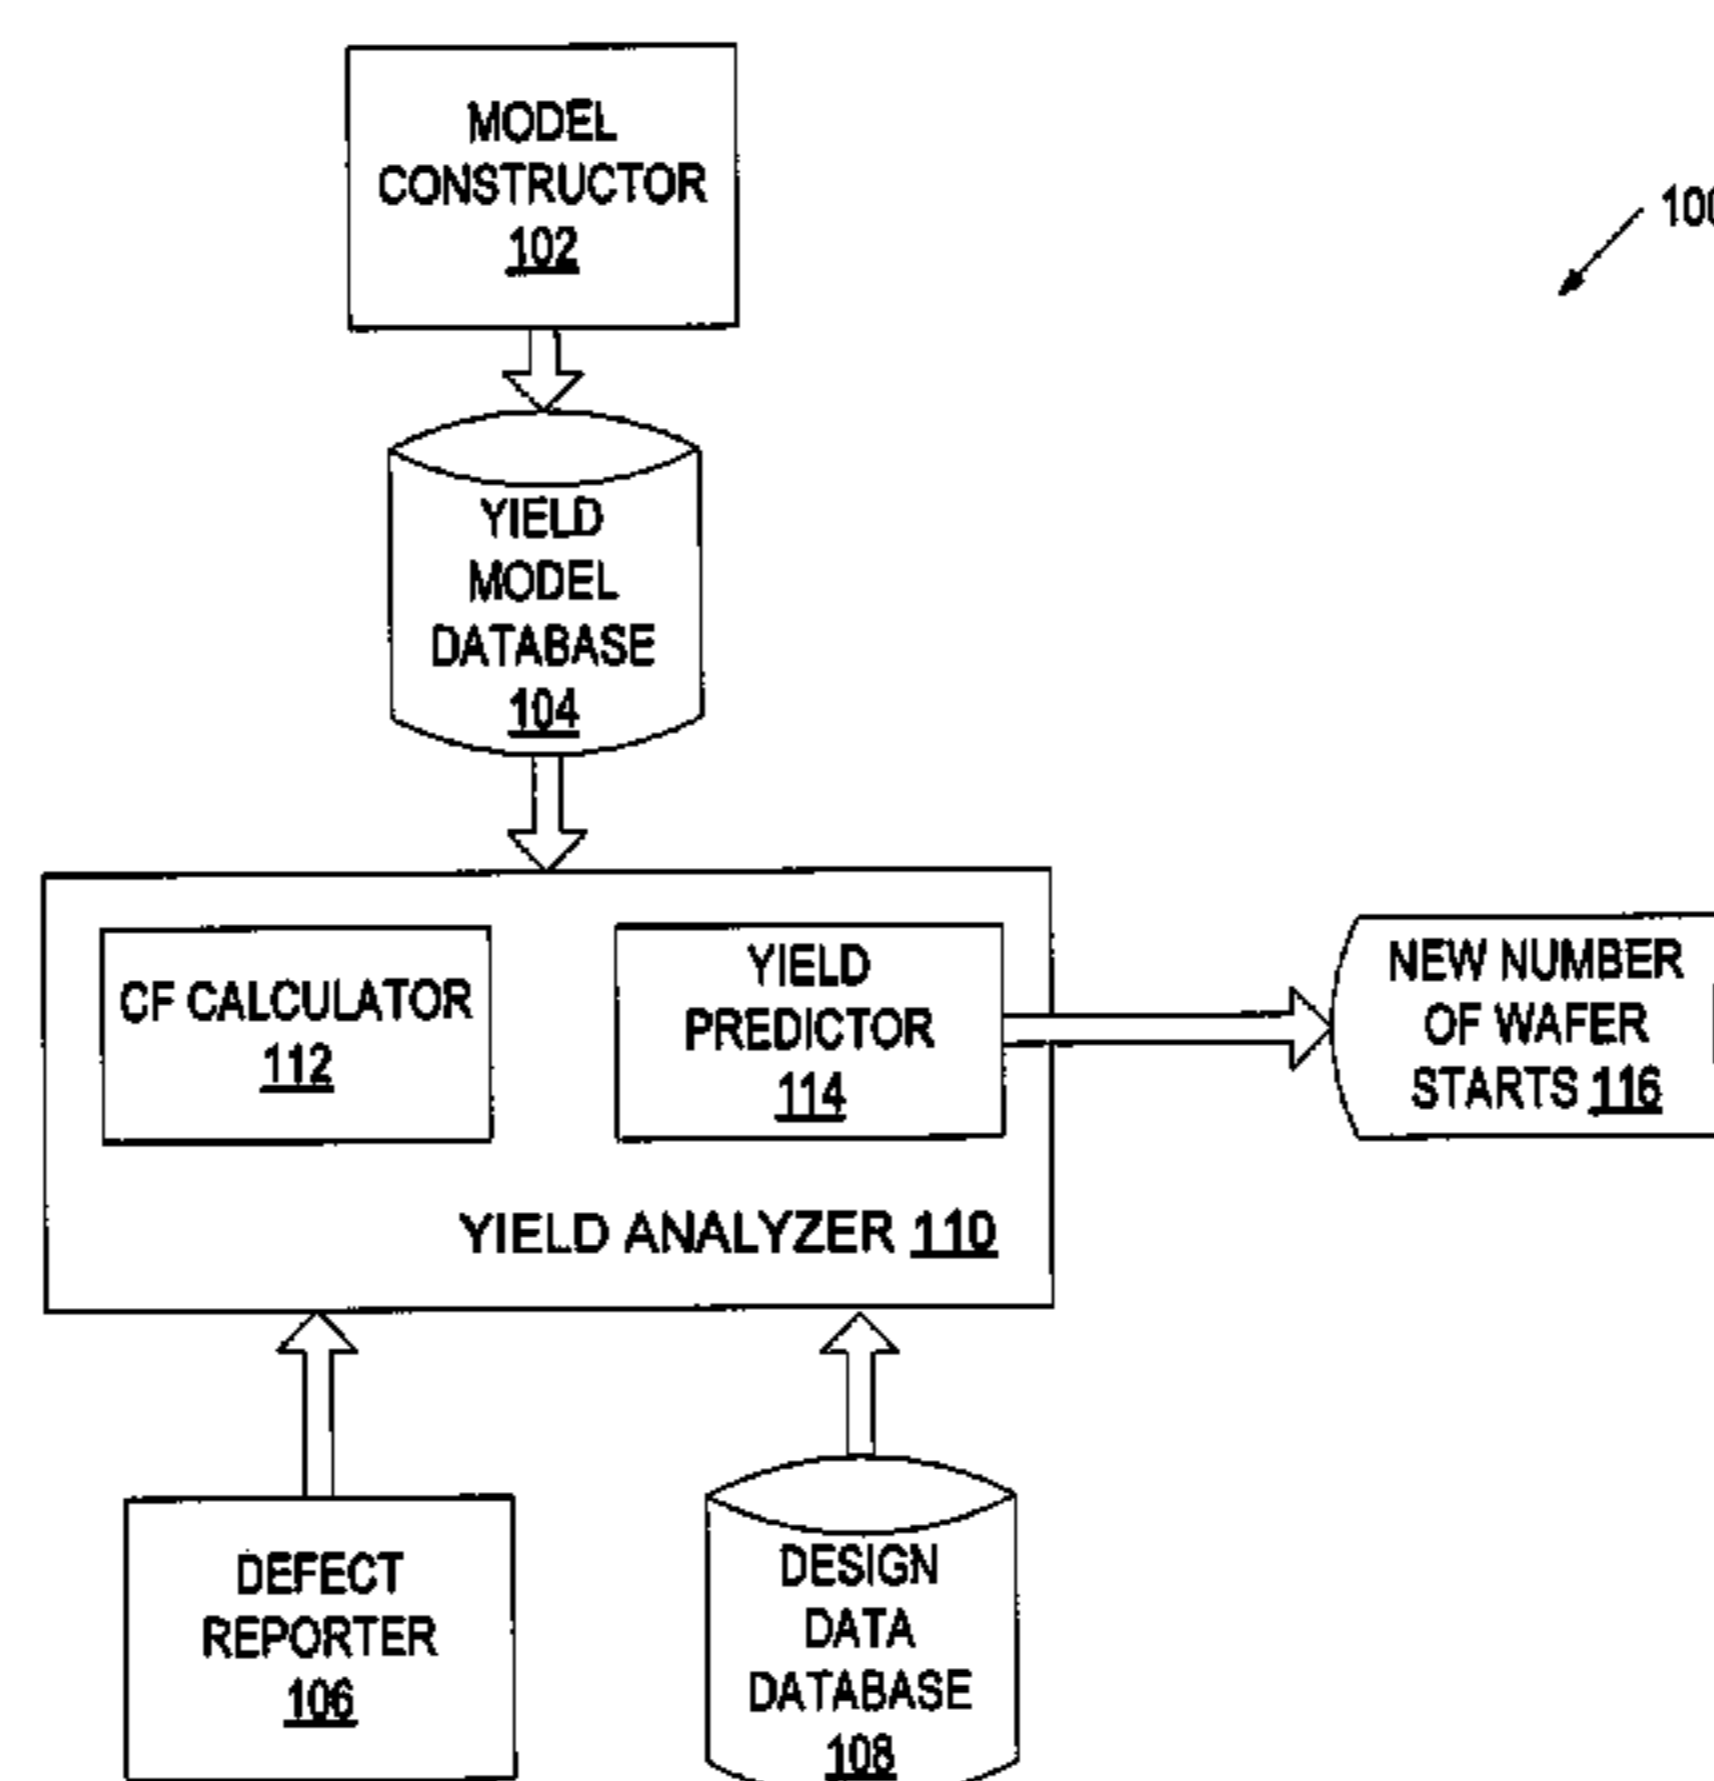 MODEL
CONSTRUCTOR
102
100
YIELD
MODEL
DATABASE
104
CF CALCULATOR
112
YIELD
PREDICTOR
114
NEW NUMBER
OF WAFER
STARTS 116
YIELD ANALYZER 110
DEFECT
REPORTER
106
DESIGN
DATA
DATABASE
108